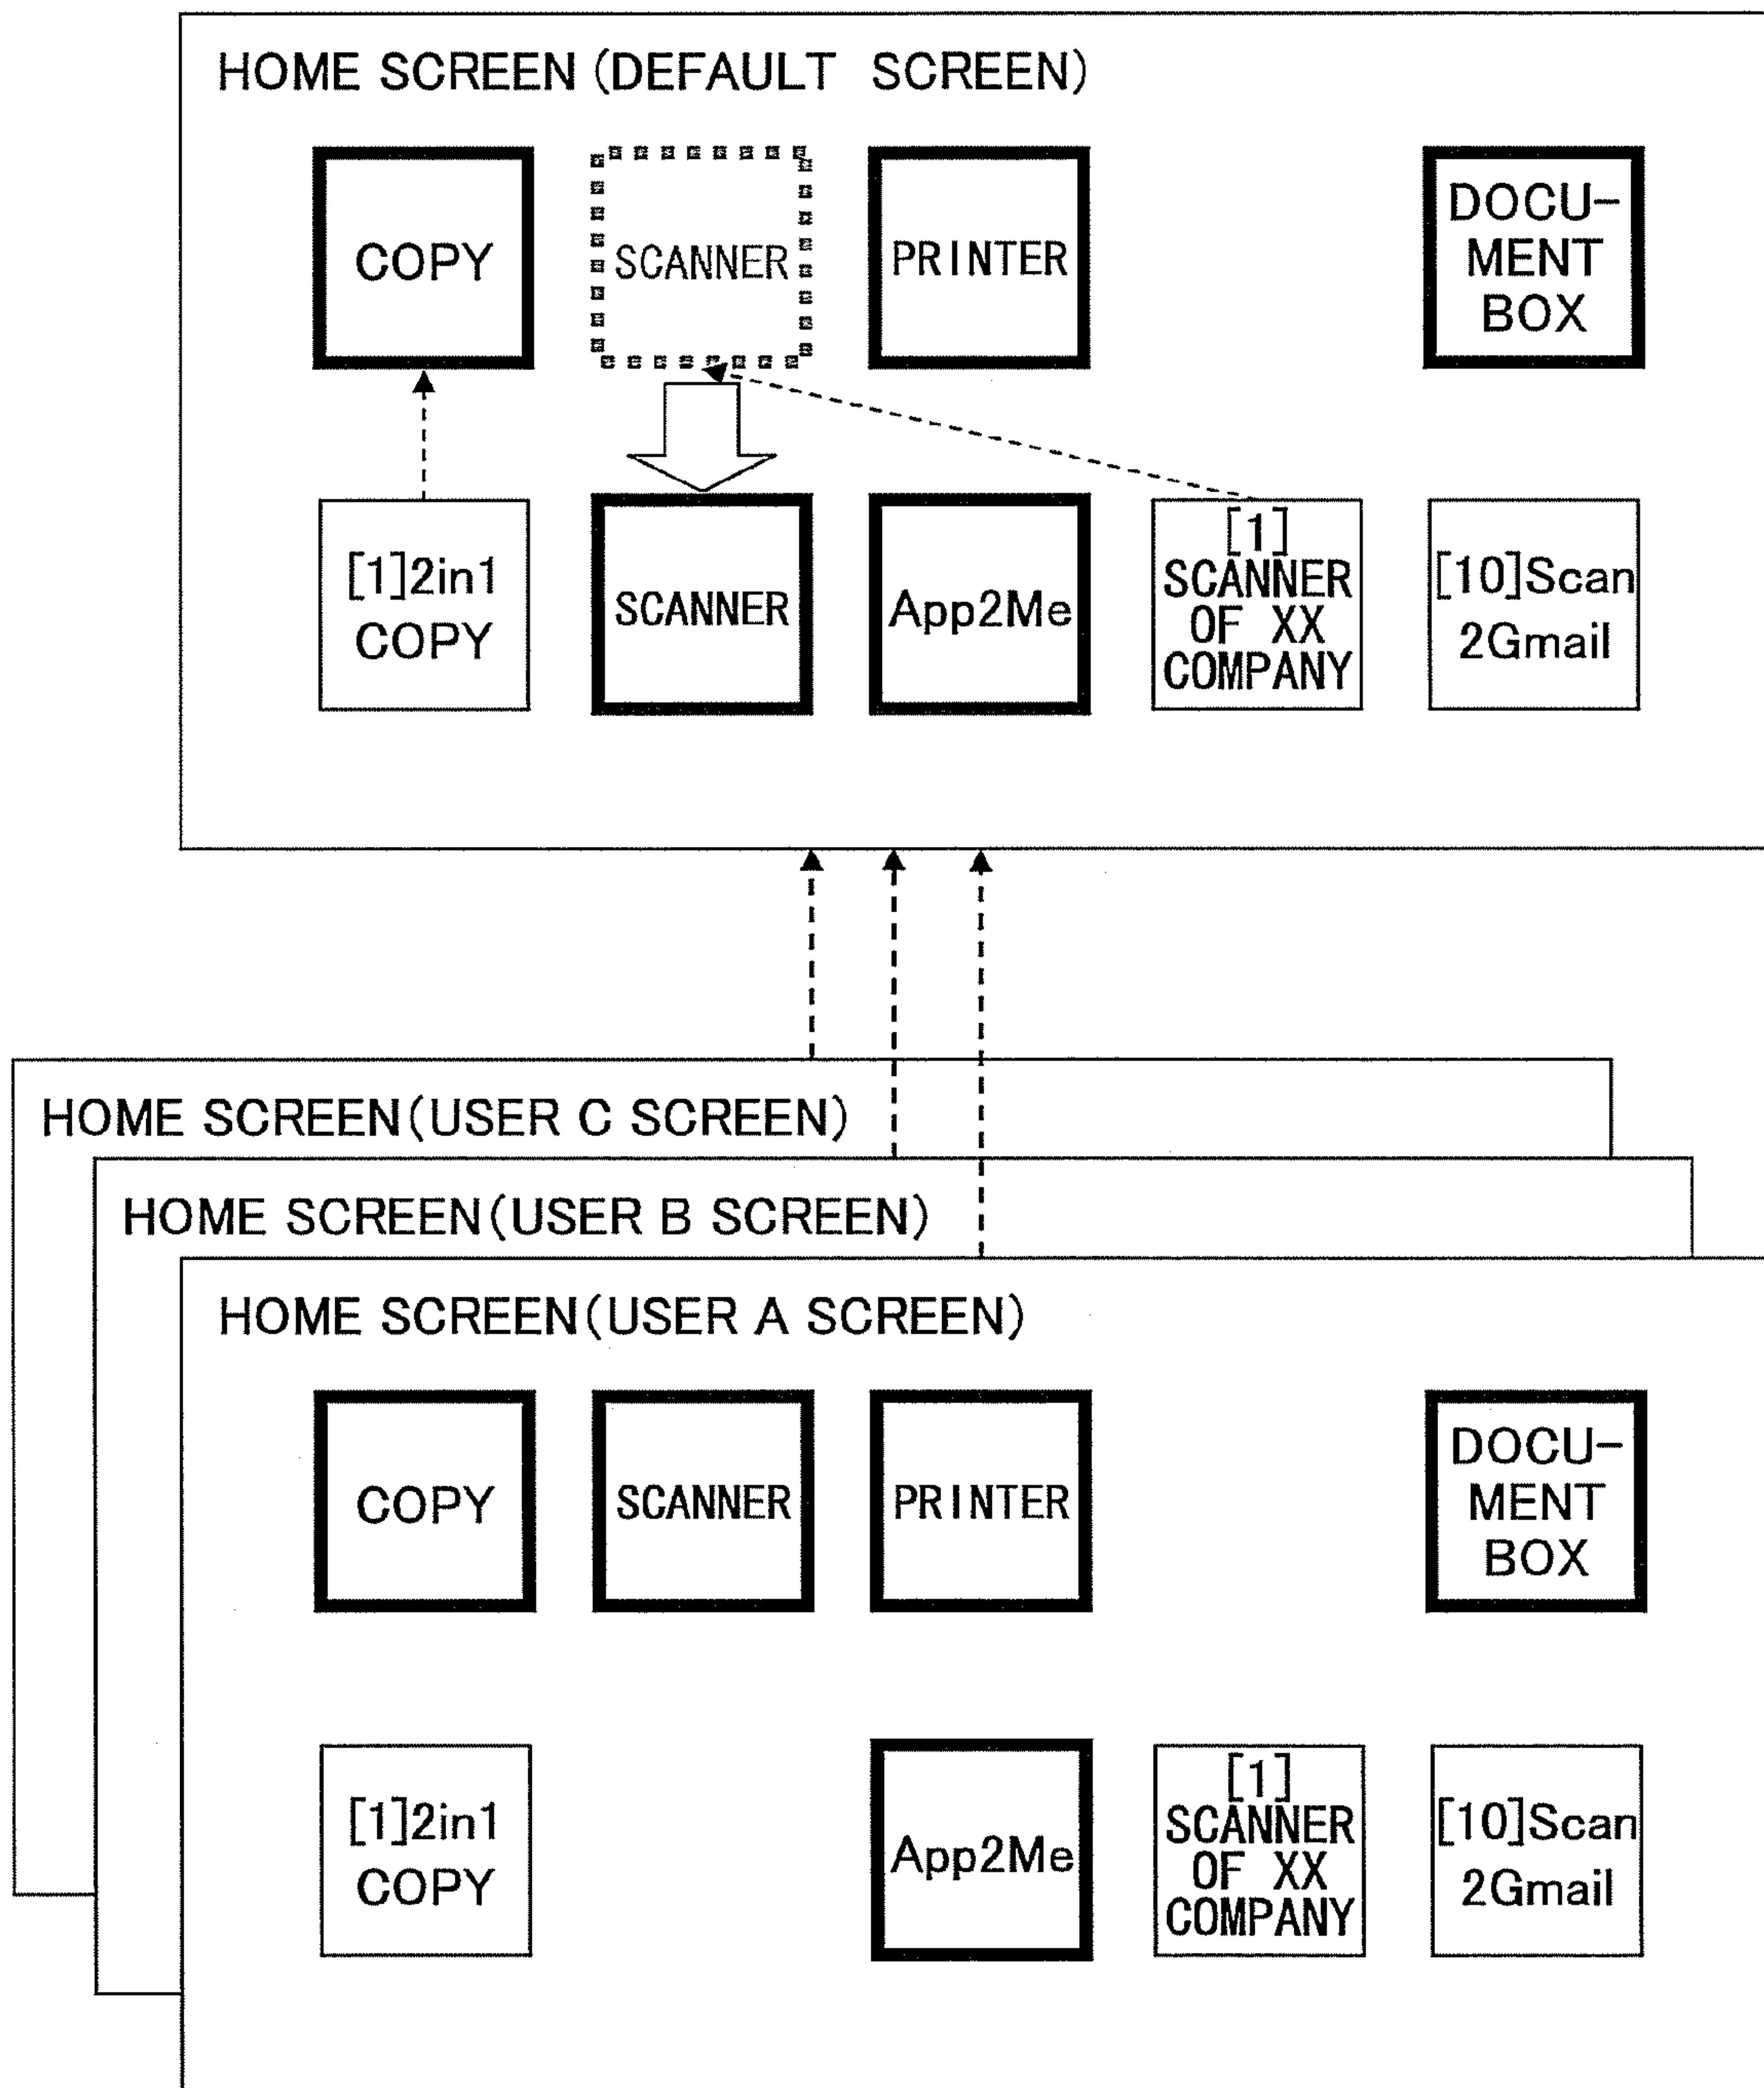 HOME SCREEN (DEFAULT SCREEN)
COPY
SCANNER
PRINTER
DOCU-
MENT
BOX
[1]2in1
COPY
SCANNER
App2Me
[1]
SCANNER
OF XX
COMPANY
[10]Scan
2Gmail
HOME SCREEN(USER C SCREEN)
HOME SCREEN(USER B SCREEN)
HOME SCREEN(USER A SCREEN)
COPY
SCANNER
PRINTER
DOCU-
MENT
BOX
[1]2in1
COPY
App2Me
[1]
SCANNER
OF XX
COMPANY
[10]Scan
2Gmail